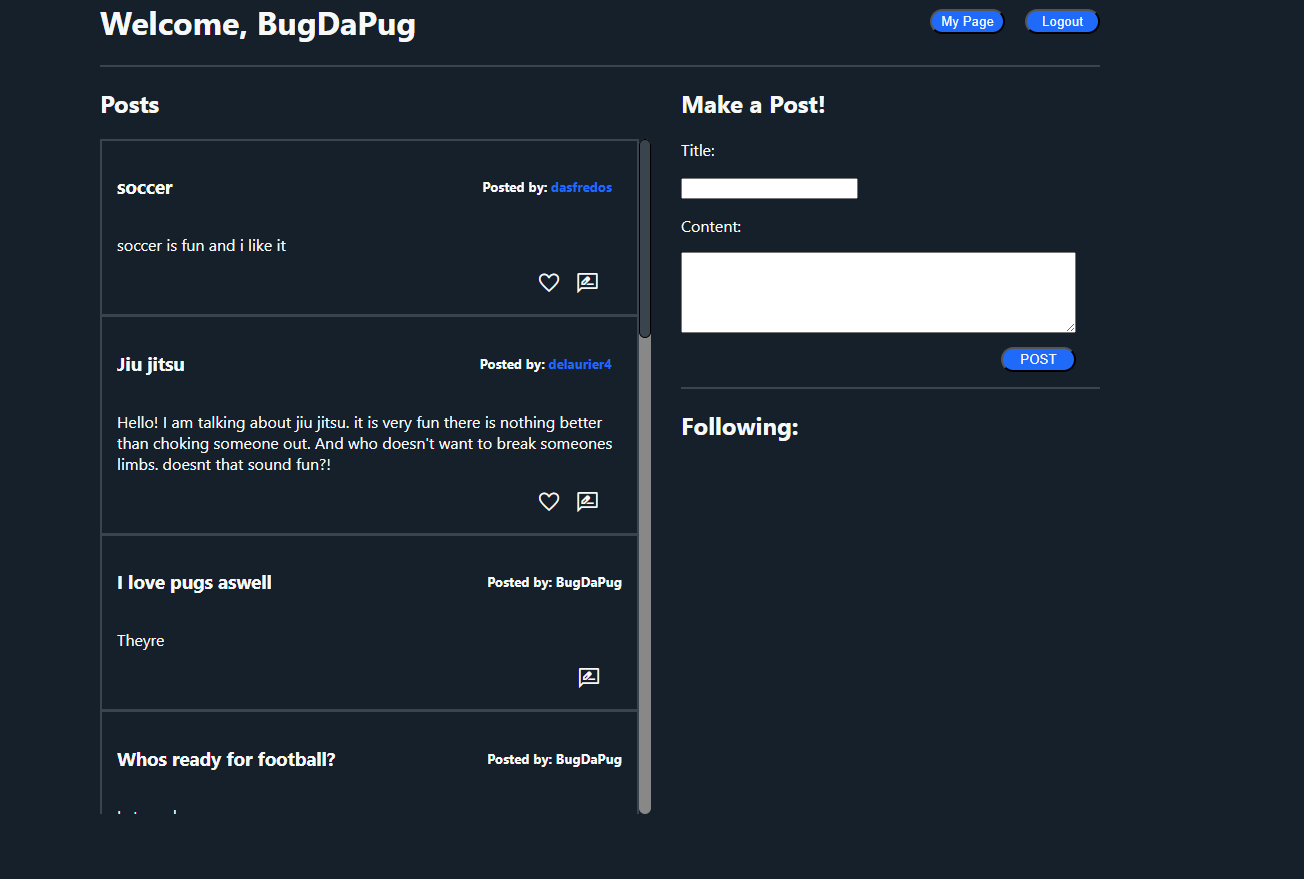 Welcome, BugDaPug
My Page
Logout
Posts
soccer
Posted by: dasfredos
soccer is fun and i like it
Jiu jitsu
Posted by: delaurier4
Hello! I am talking about jiu jitsu. it is very fun there is nothing better
than choking someone out. And who doesn't want to break someones
limbs. doesnt that sound fun?!
I love pugs aswell
Posted by: BugDaPug
Theyre
Whos ready for football?
Posted by: BugDaPug
Make a Post!
Title:
Content:
POST
Following: